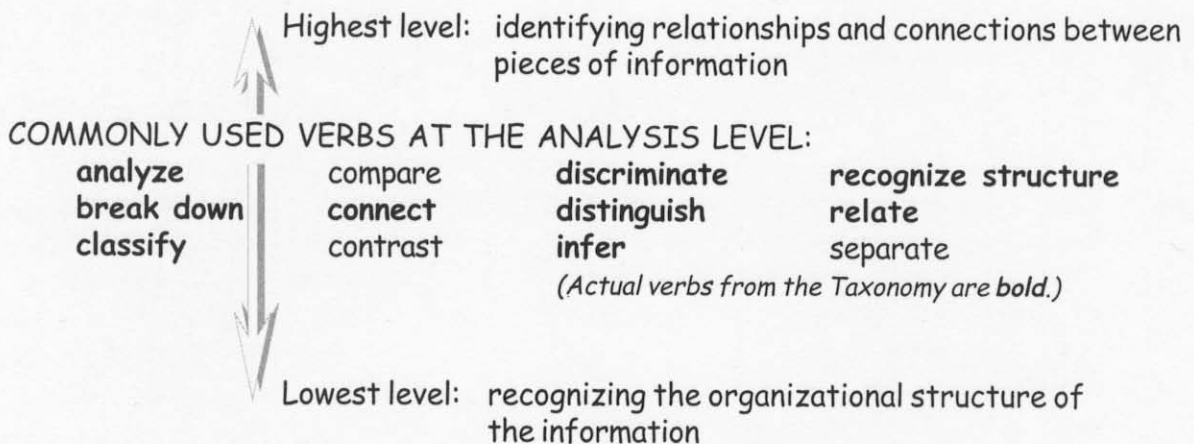 Highest level: identifying relationships and connections between
pieces of information
COMMONLY USED VERBS AT THE ANALYSIS LEVEL:
analyze compare discriminate recognize structure
break down connect distinguish relate
classify contrast infer separate
(Actual verbs from the Taxonomy are bold.)
Lowest level: recognizing the organizational structure of
the information